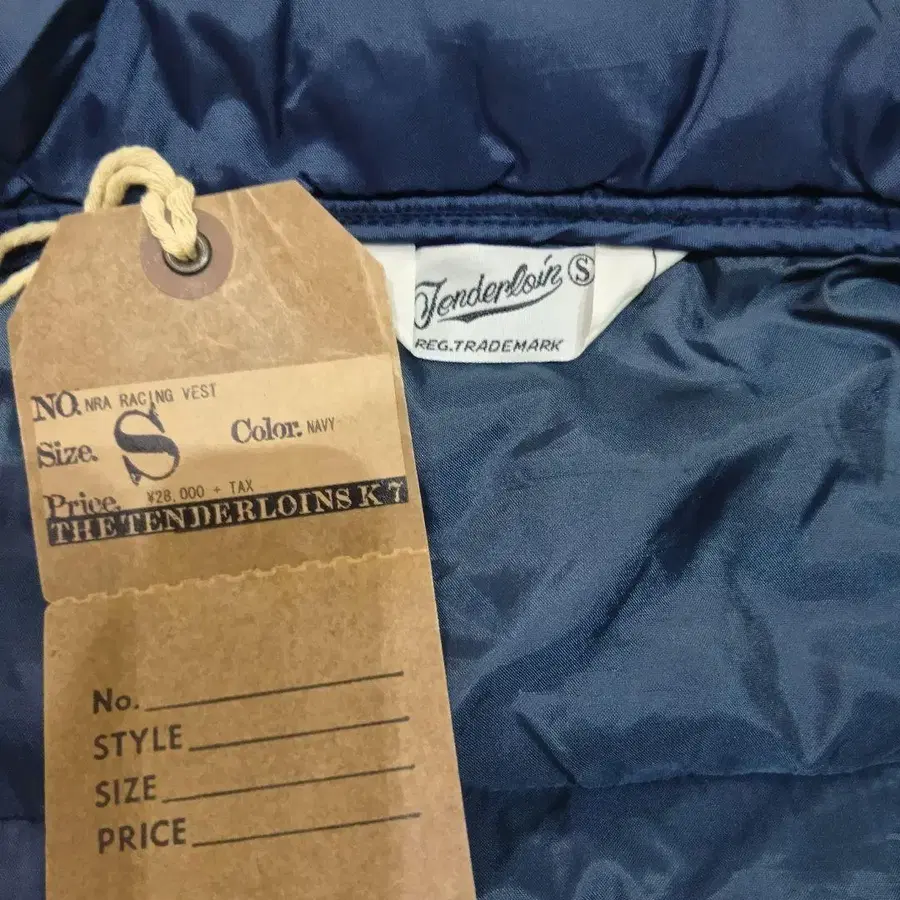 Tenderloin S
REG.TRADEMARK
NO. NRA RACING VEST
Size. S Color. NAVY
Price. ¥28,000 + TAX
THE TENDERLOINS K 7
No.
STYLE
SIZE
PRICE